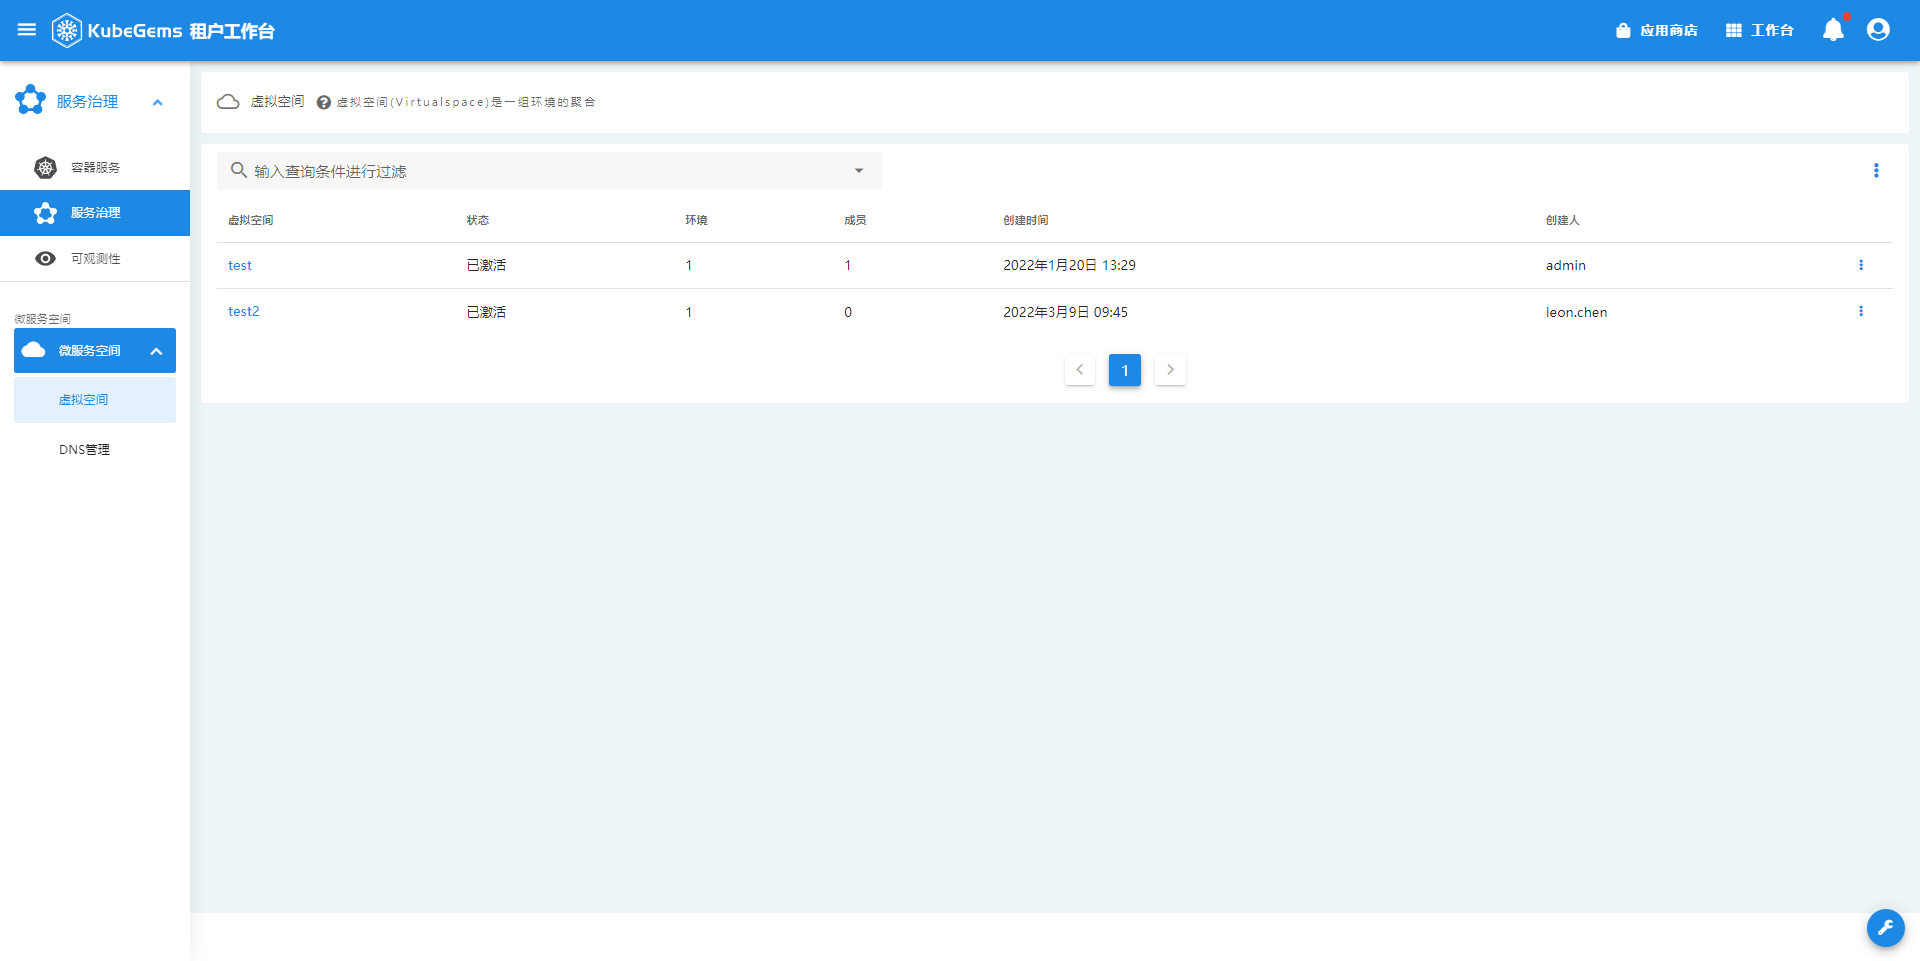 KubeGems 租户工作台
应用商店
工作台
服务治理
容器服务
服务治理
可观测性
微服务空间
微服务空间
虚拟空间
DNS管理
虚拟空间 虚拟空间(Virtualspace)是一组环境的聚合
输入查询条件进行过滤
虚拟空间 状态 环境 成员 创建时间 创建人
test 已激活 1 1 2022年1月20日 13:29 admin
test2 已激活 1 0 2022年3月9日 09:45 leon.chen
1